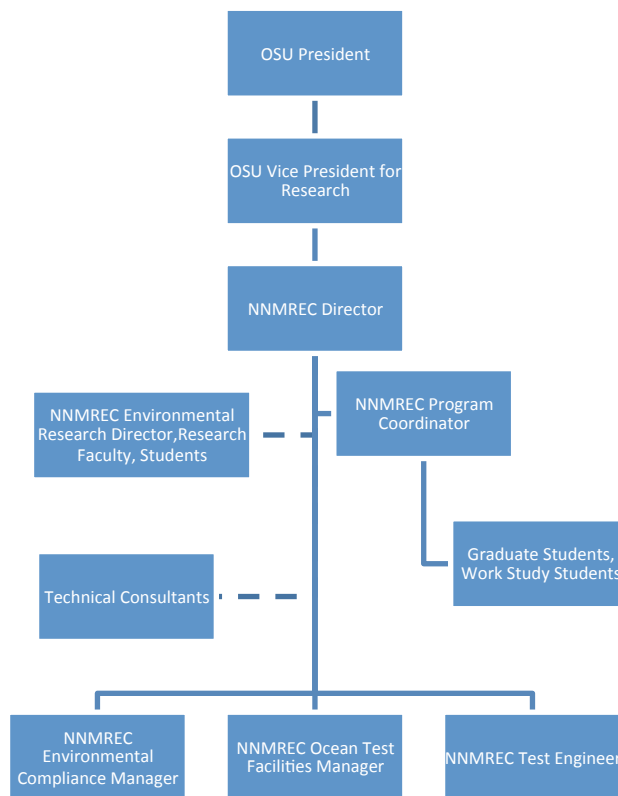 OSU President
OSU Vice President for
Research
NNMREC Director
NNMREC Environmental
Research Director,Research
Faculty, Students
NNMREC Program
Coordinator
Graduate Students,
Work Study Students
Technical Consultants
NNMREC
Environmental
Compliance Manager
NNMREC Ocean Test
Facilities Manager
NNMREC Test Engineer